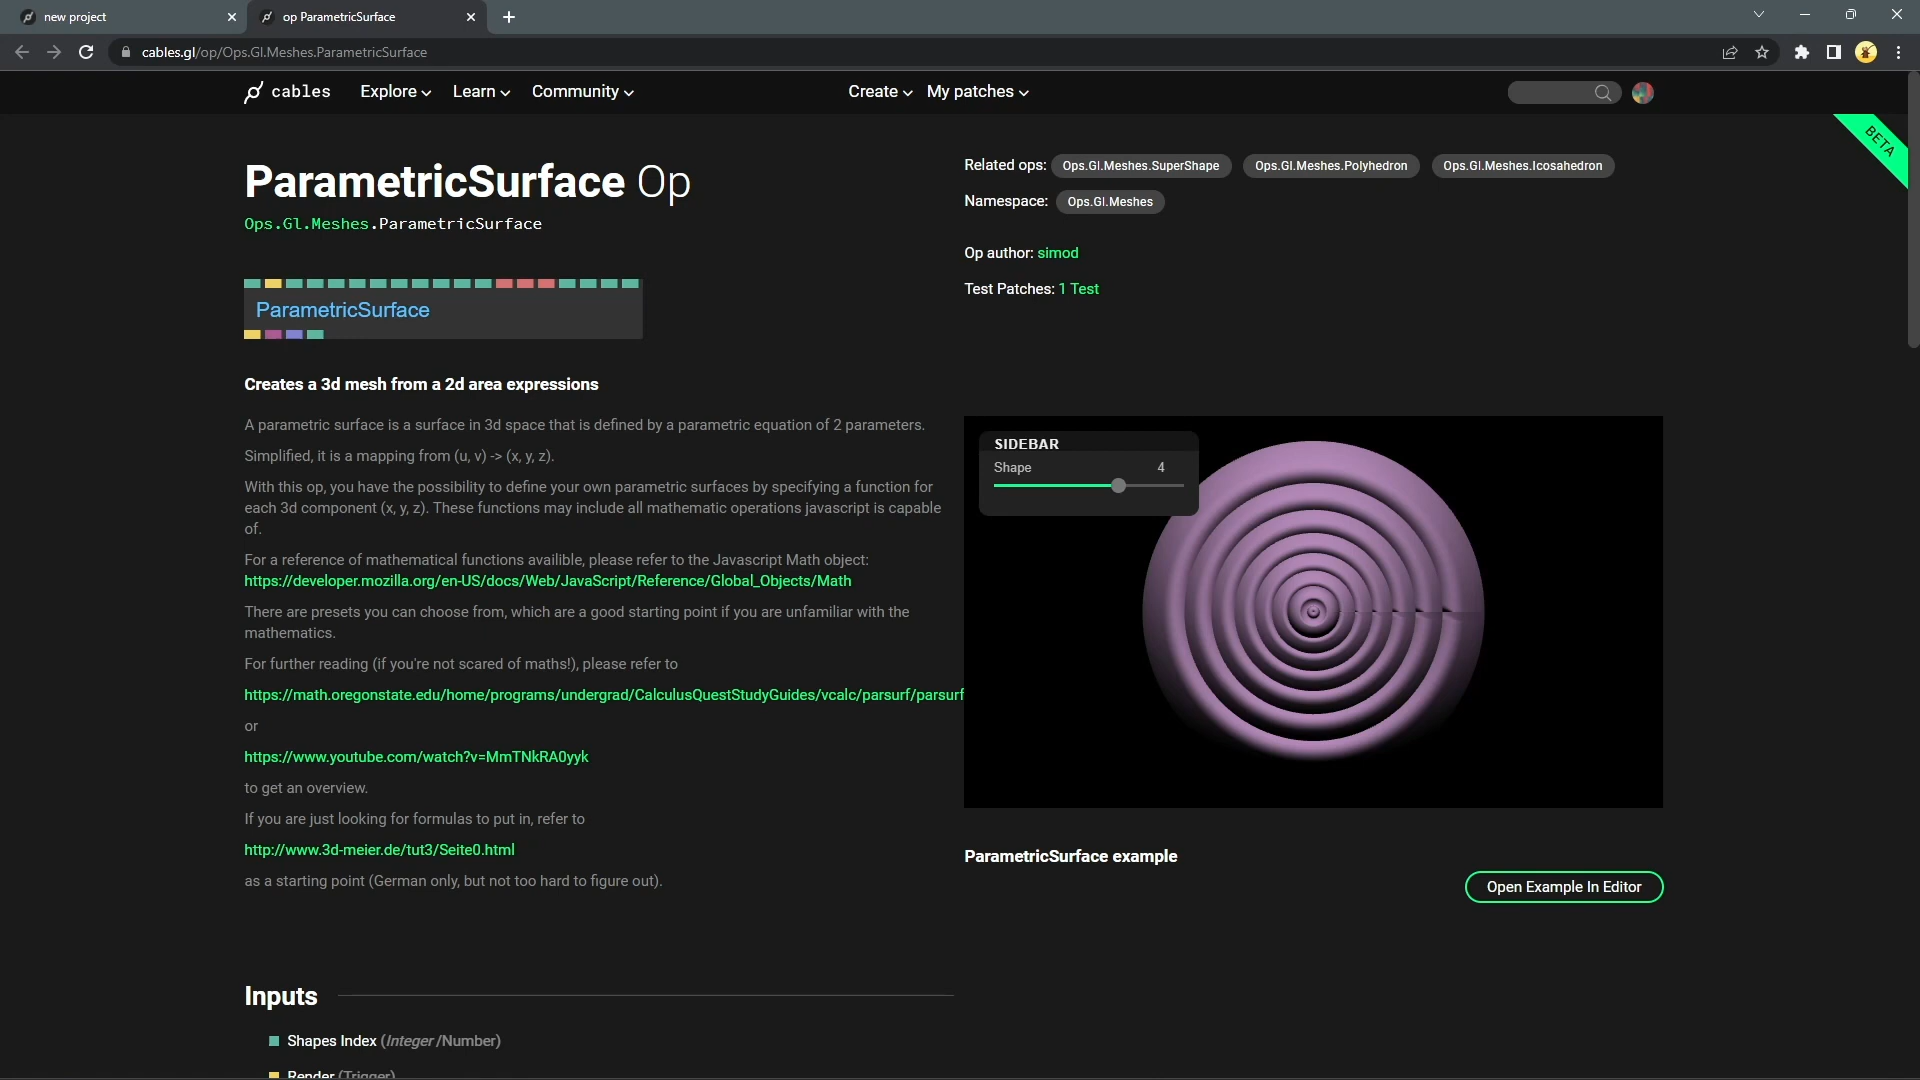 new project
op ParametricSurface
cables.gl/op/Ops.Gl.Meshes.ParametricSurface
cables
Explore
Learn
Community
Create
My patches
BETA
ParametricSurface Op
Ops.Gl.Meshes.ParametricSurface
Related ops: Ops.Gl.Meshes.SuperShape Ops.Gl.Meshes.Polyhedron Ops.Gl.Meshes.Icosahedron
Namespace: Ops.Gl.Meshes
Op author: simod
Test Patches: 1 Test
ParametricSurface
Creates a 3d mesh from a 2d area expressions
A parametric surface is a surface in 3d space that is defined by a parametric equation of 2 parameters.
Simplified, it is a mapping from (u, v) -> (x, y, z).
With this op, you have the possibility to define your own parametric surfaces by specifying a function for
each 3d component (x, y, z). These functions may include all mathematic operations javascript is capable
of.
For a reference of mathematical functions availible, please refer to the Javascript Math object:
https://developer.mozilla.org/en-US/docs/Web/JavaScript/Reference/Global_Objects/Math
There are presets you can choose from, which are a good starting point if you are unfamiliar with the
mathematics.
For further reading (if you're not scared of maths!), please refer to
https://math.oregonstate.edu/home/programs/undergrad/CalculusQuestStudyGuides/vcalc/parsurf/parsurf
or
https://www.youtube.com/watch?v=MmTNkRA0yyk
to get an overview.
If you are just looking for formulas to put in, refer to
http://www.3d-meier.de/tut3/Seite0.html
as a starting point (German only, but not too hard to figure out).
SIDEBAR
Shape 4
ParametricSurface example
Open Example In Editor
Inputs
Shapes Index (Integer /Number)
Render (Trigger)